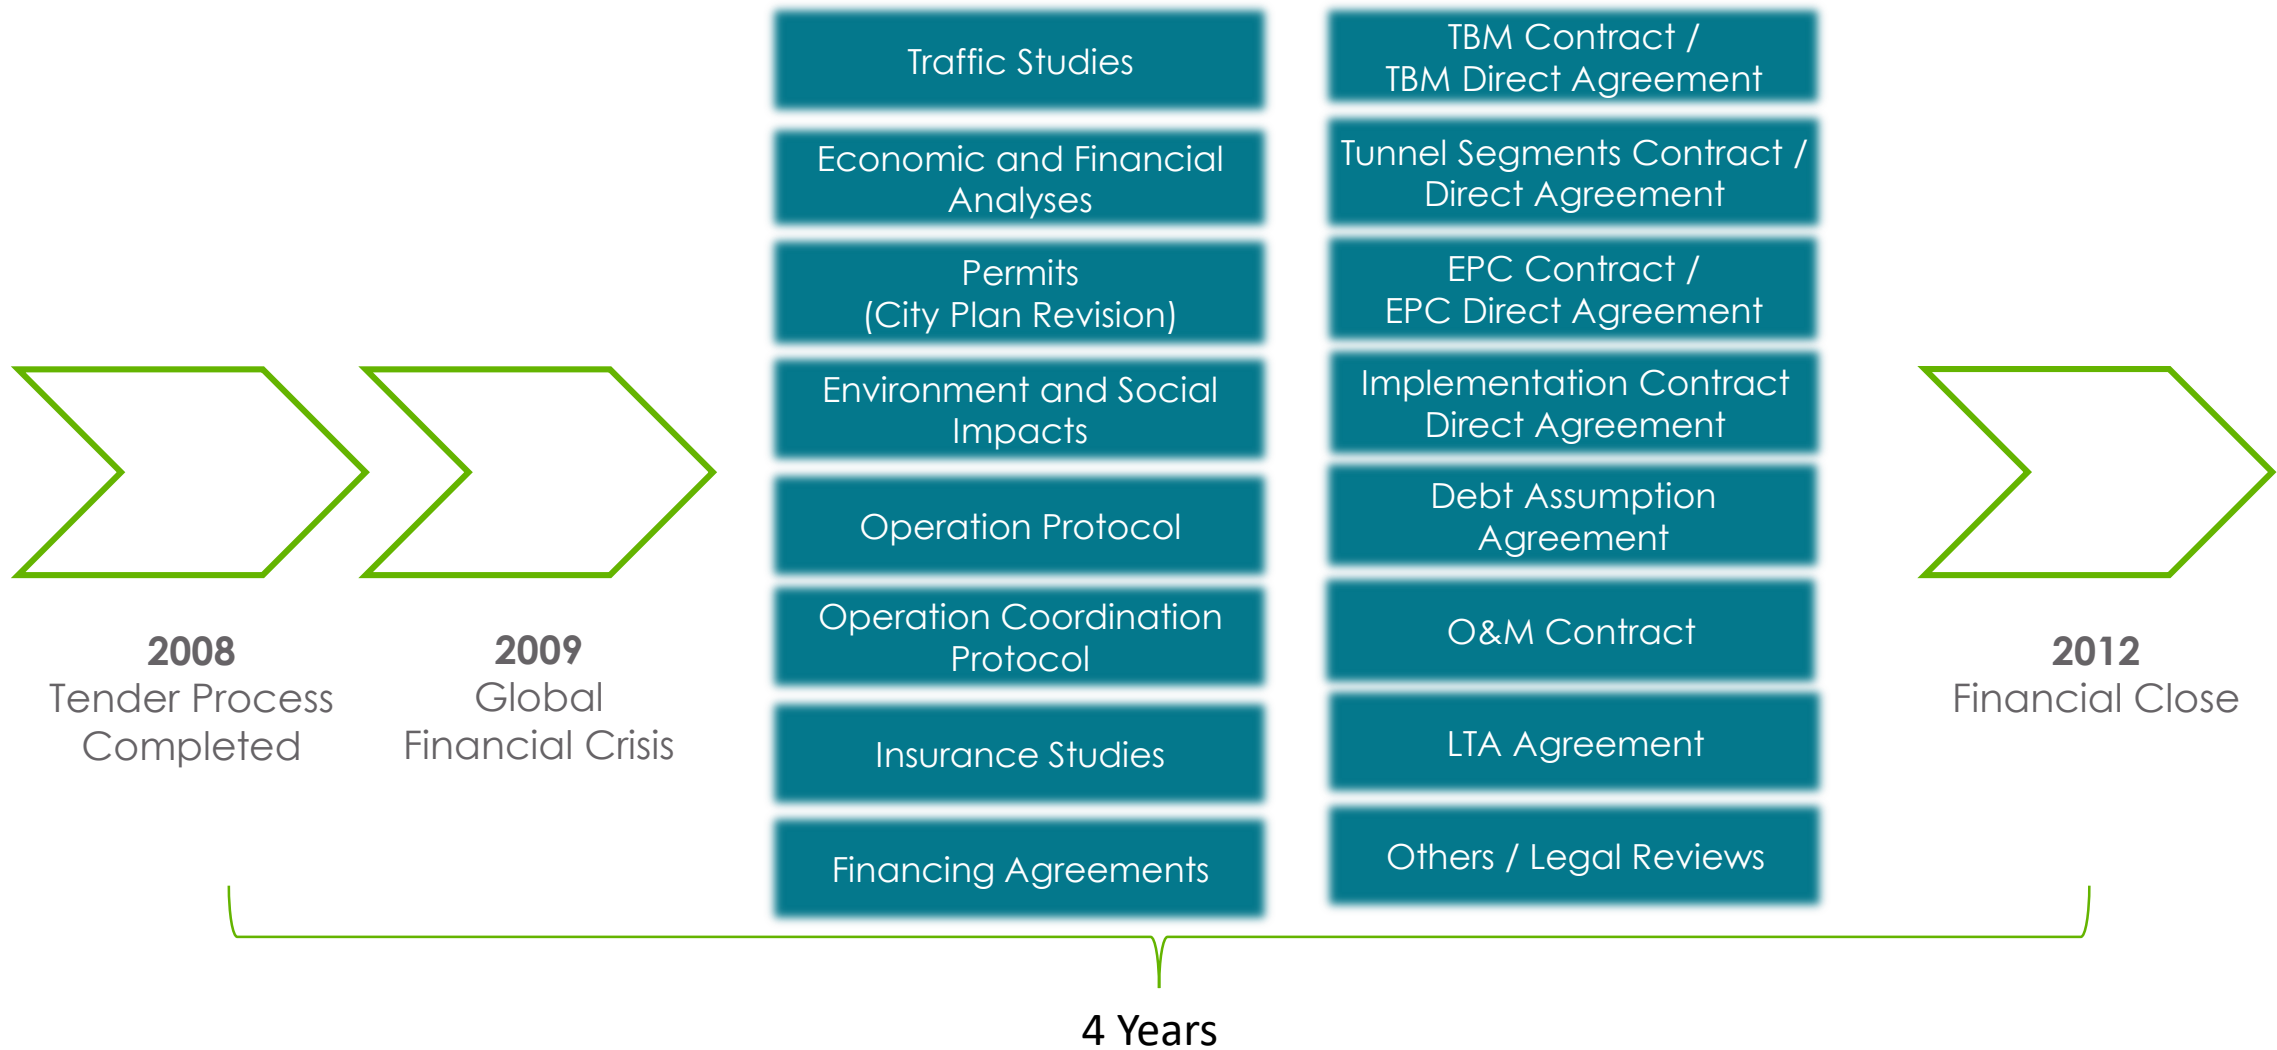 Traffic Studies
Economic and Financial
Analyses
Permits
(City Plan Revision)
Environment and Social
Impacts
Operation Protocol
Operation Coordination
Protocol
Insurance Studies
Financing Agreements
TBM Contract /
TBM Direct Agreement
Tunnel Segments Contract /
Direct Agreement
EPC Contract /
EPC Direct Agreement
Implementation Contract
Direct Agreement
Debt Assumption
Agreement
O&M Contract
LTA Agreement
Others / Legal Reviews
2008
Tender Process
Completed
2009
Global
Financial Crisis
2012
Financial Close
4 Years